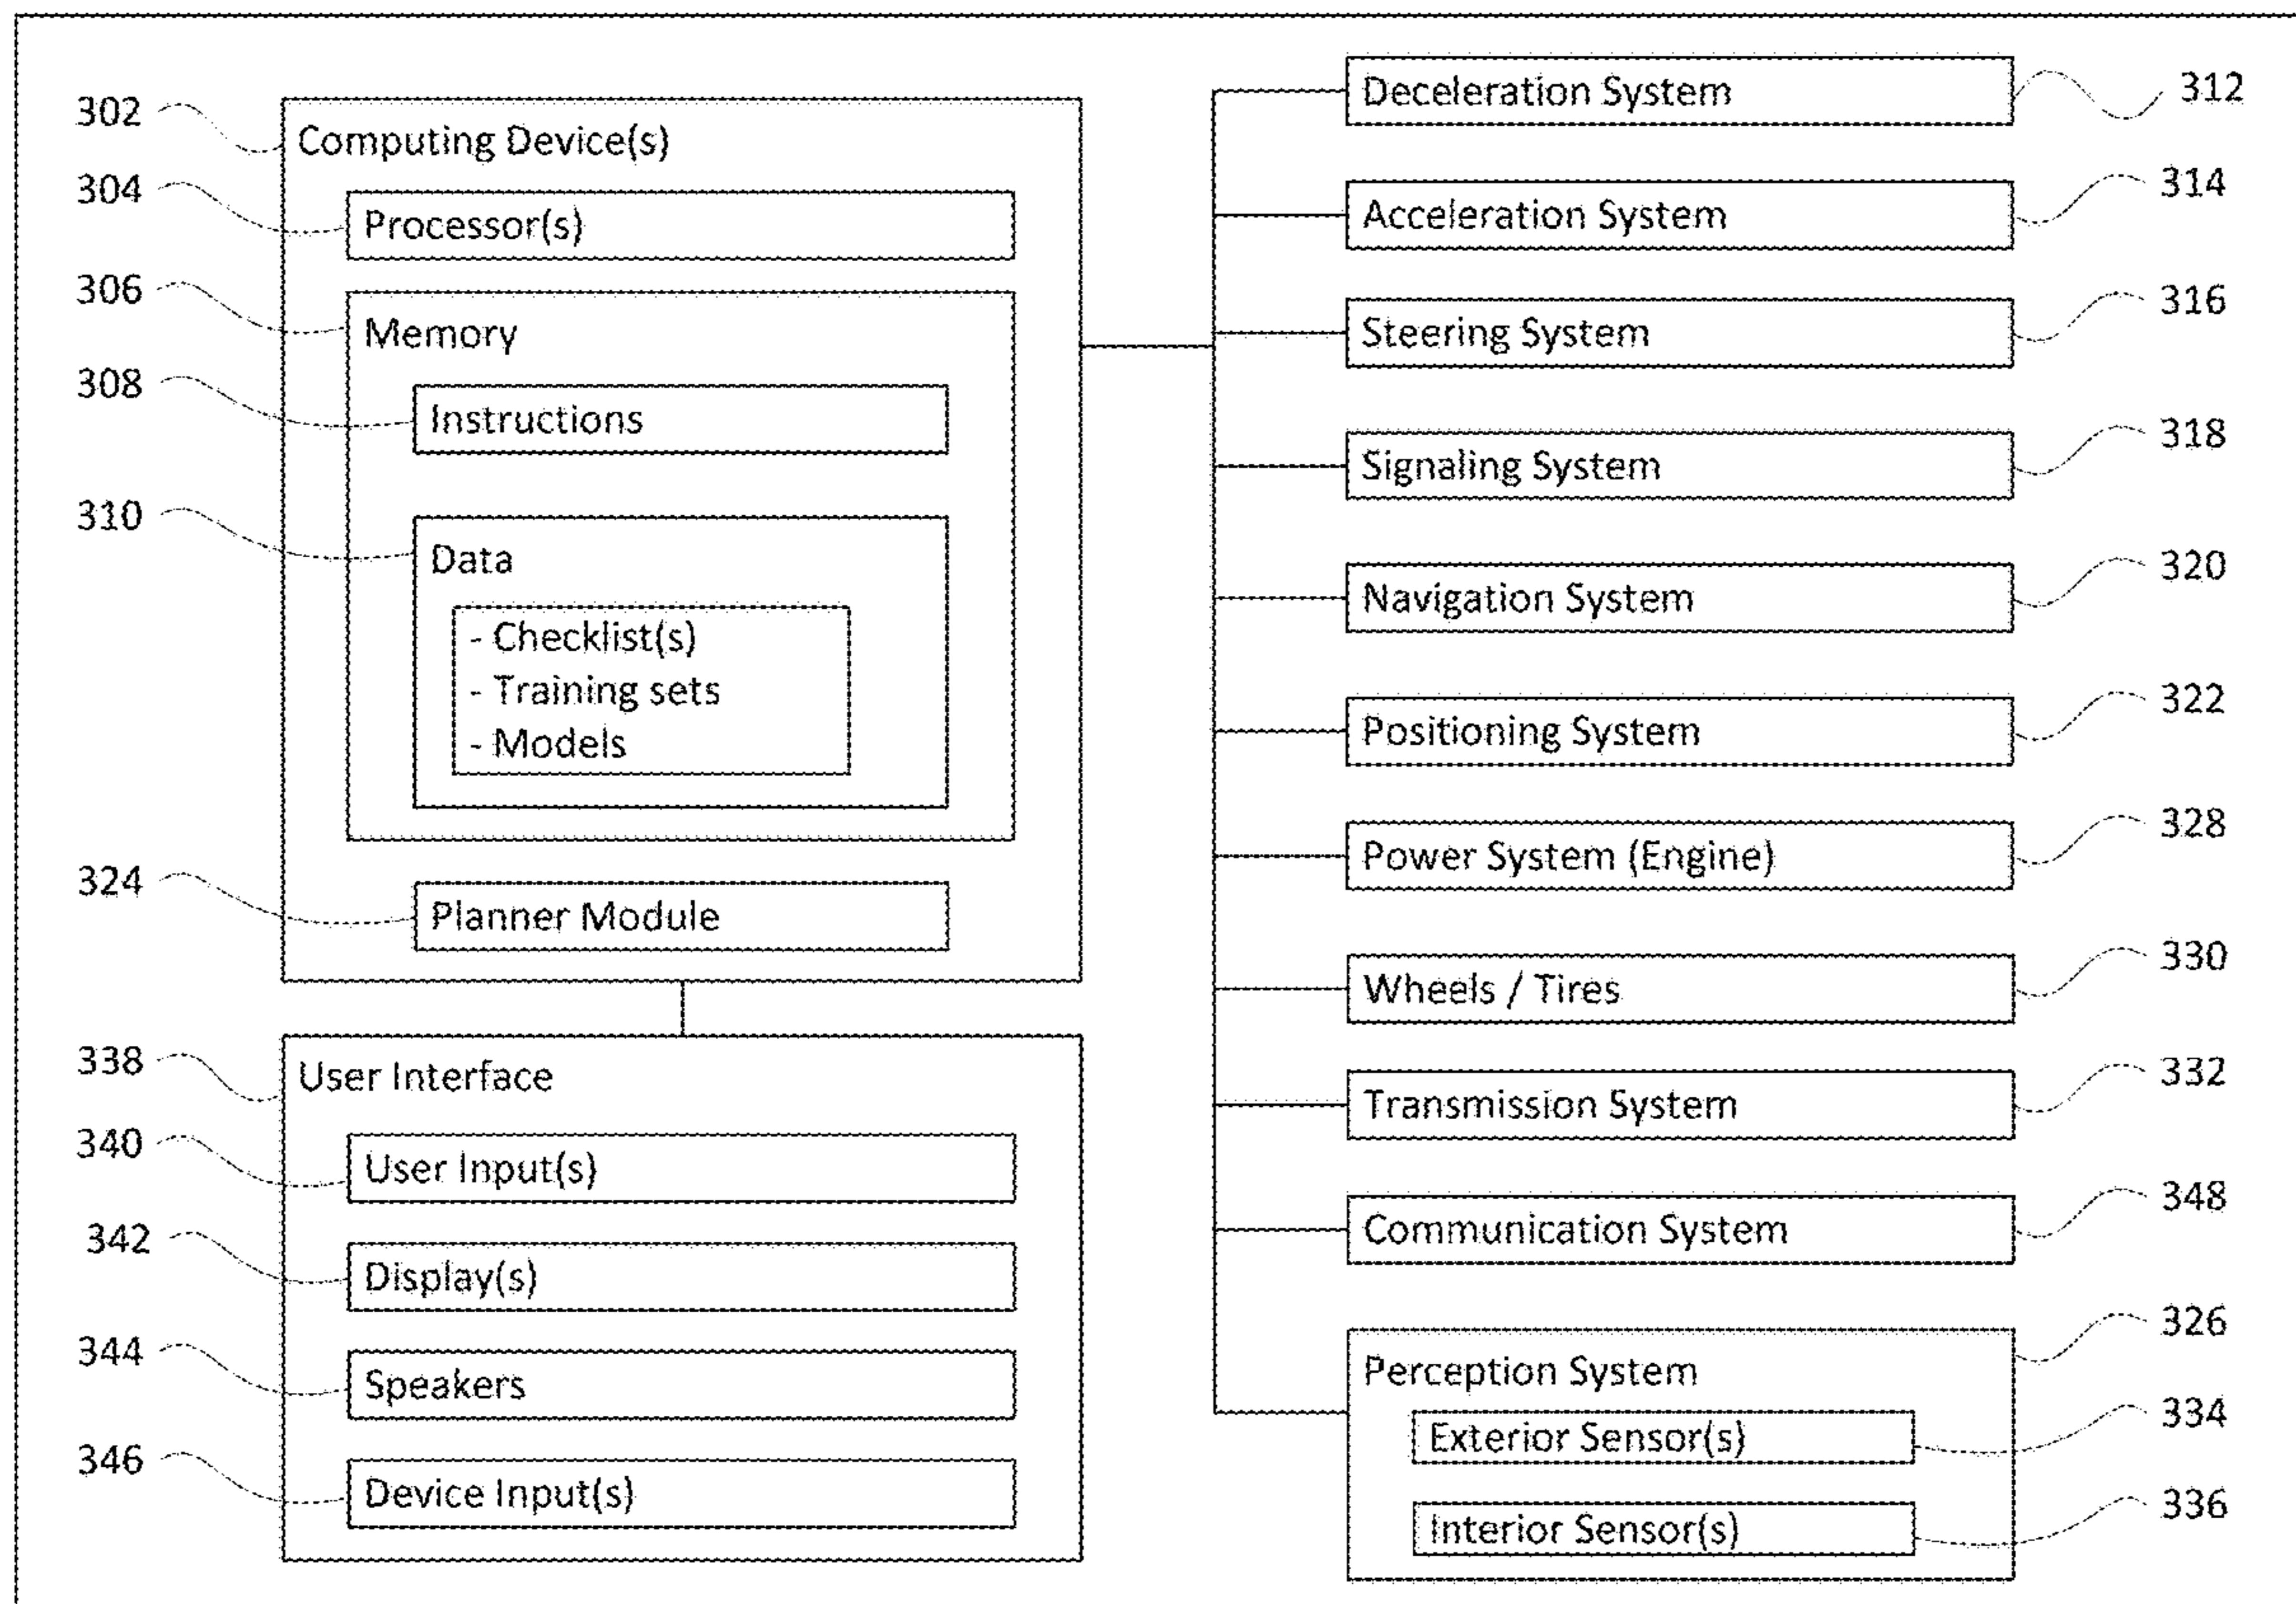 302
Computing Device(s)
304
Processor(s)
306
Memory
308
Instructions
310
Data
- Checklist(s)
- Training sets
- Models
324
Planner Module
338
User Interface
340
User Input(s)
342
Display(s)
344
Speakers
346
Device Input(s)
Deceleration System
312
Acceleration System
314
Steering System
316
Signaling System
318
Navigation System
320
Positioning System
322
Power System (Engine)
328
Wheels / Tires
330
Transmission System
332
Communication System
348
Perception System
326
Exterior Sensor(s)
334
Interior Sensor(s)
336